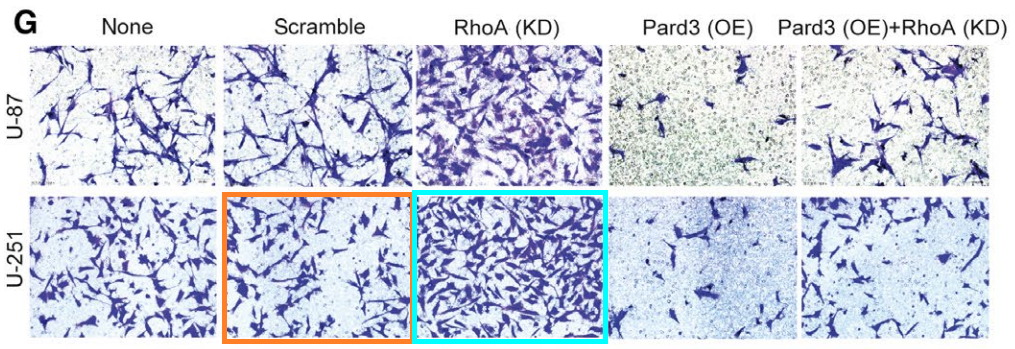 G
None Scramble RhoA (KD) Pard3 (OE) Pard3 (OE)+RhoA (KD)
U-87
U-251